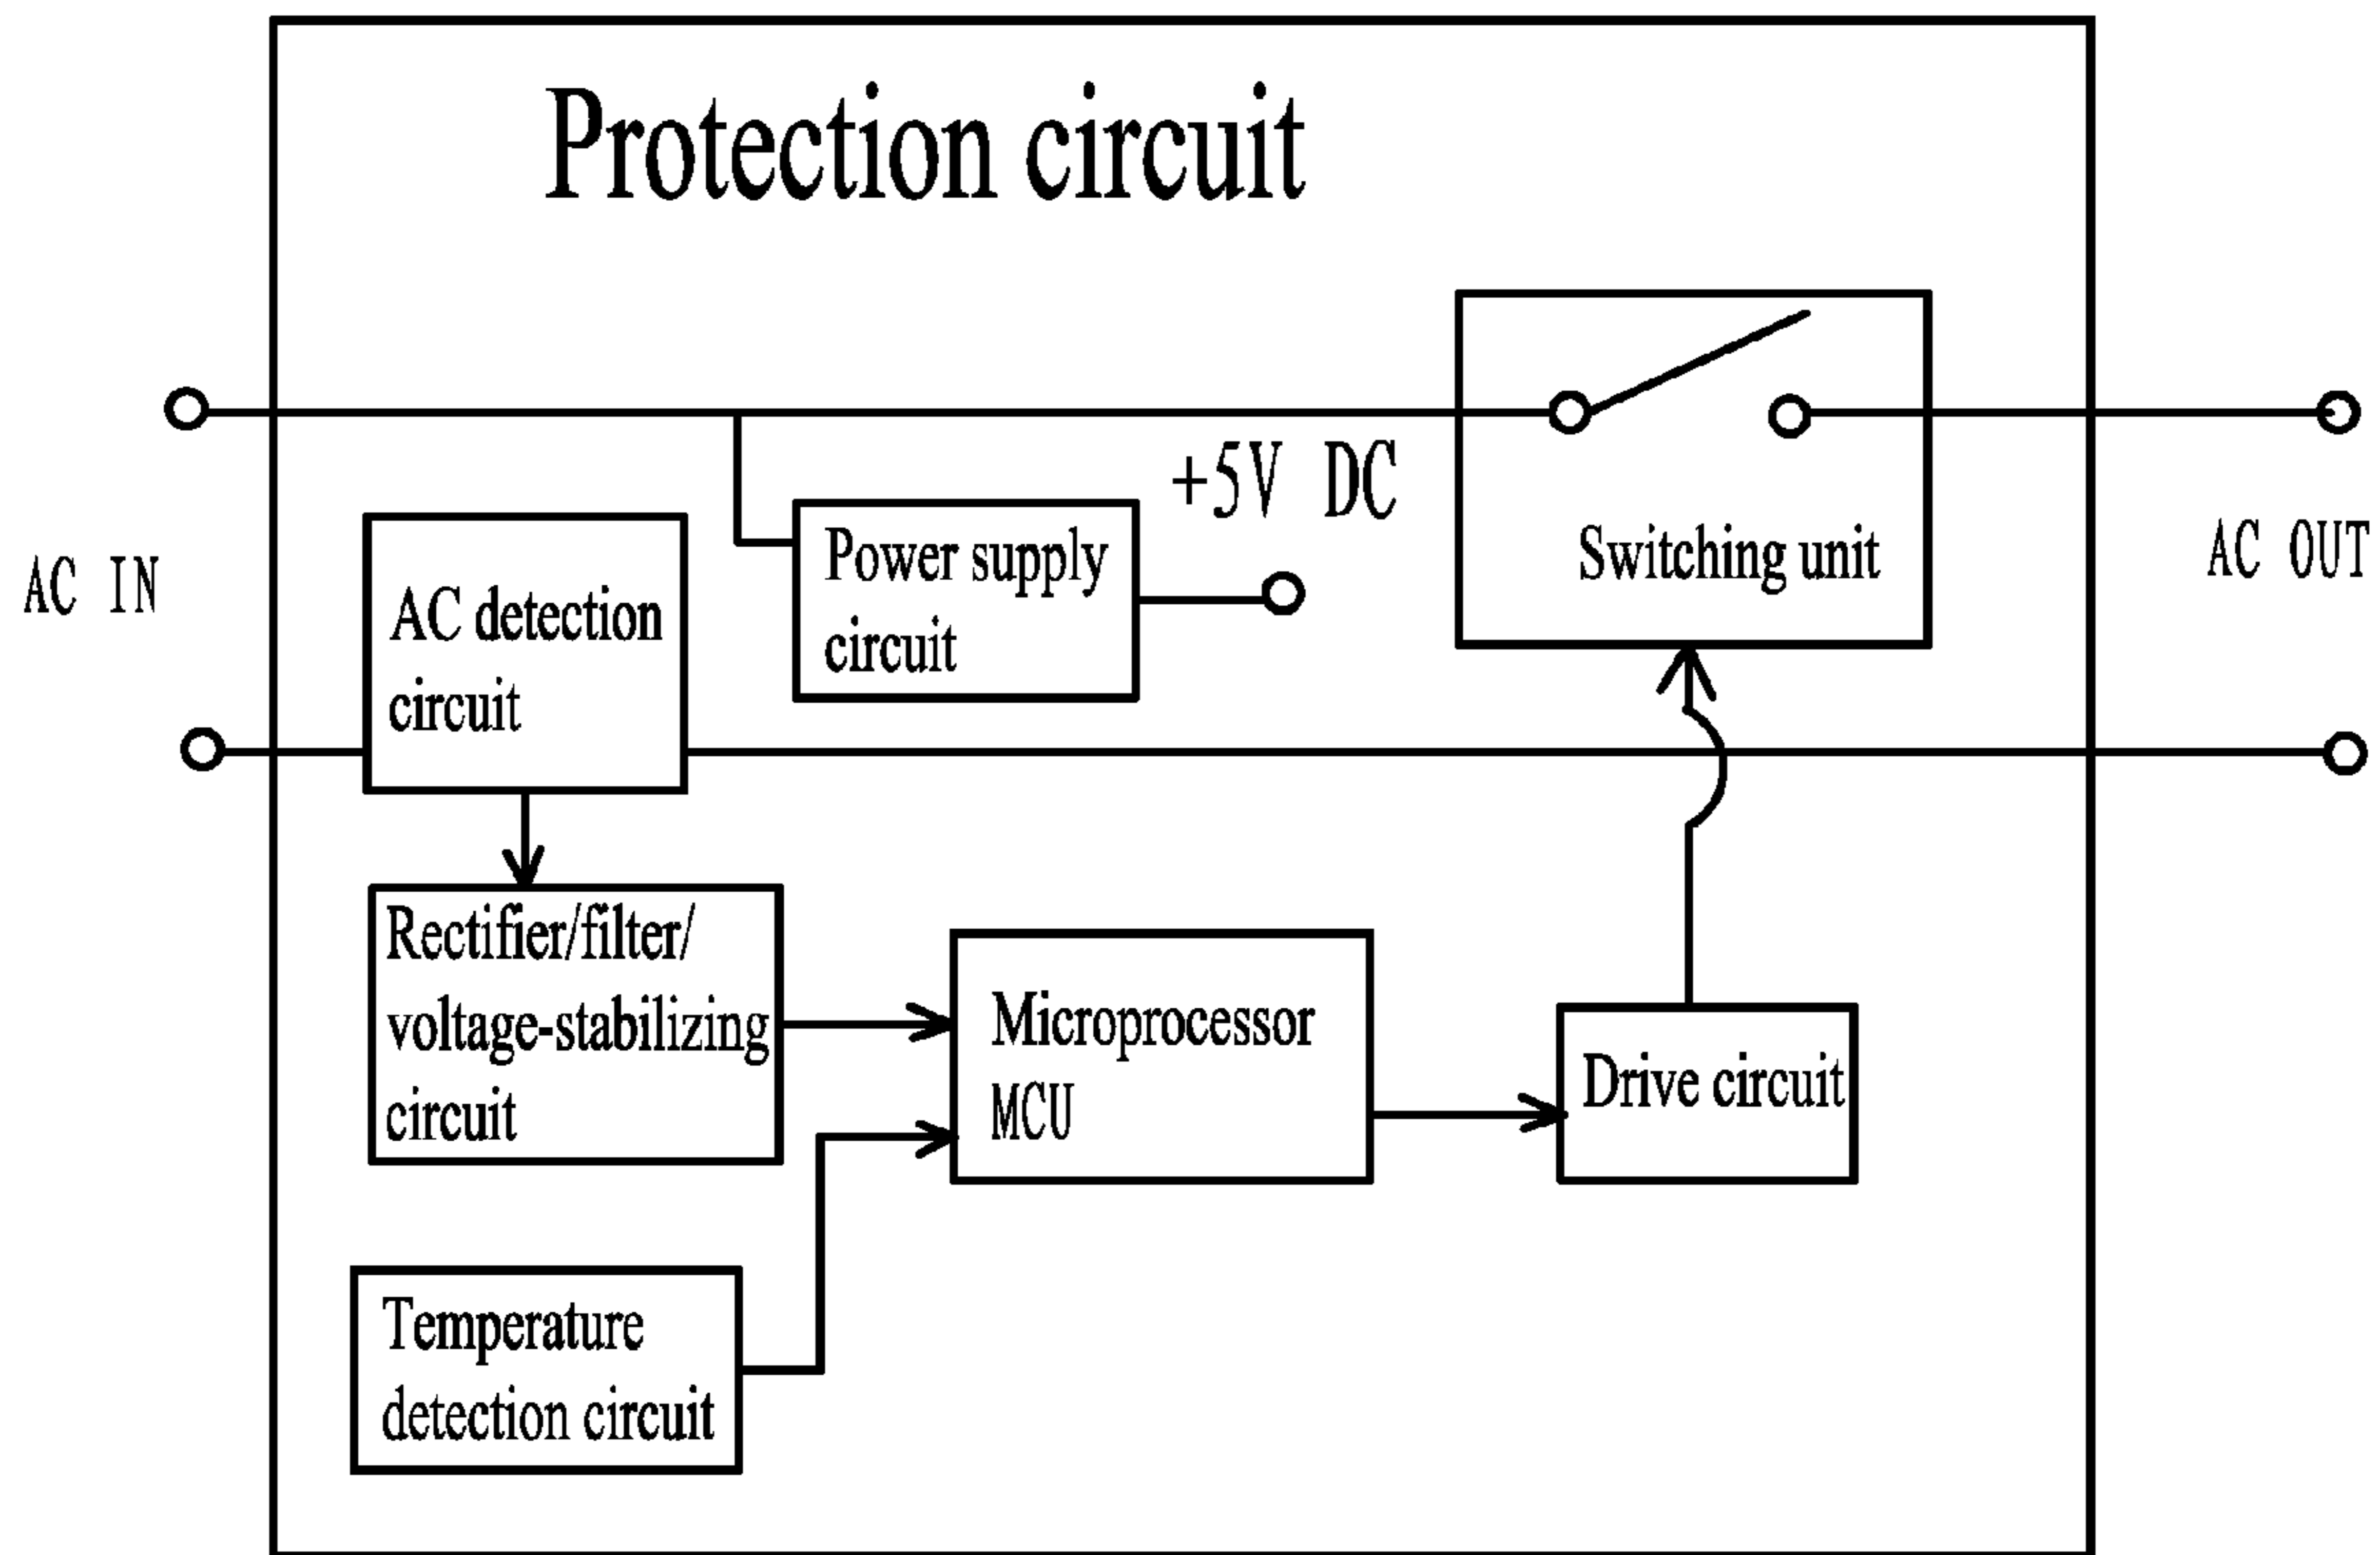 Protection circuit
+5V DC
Power supply
circuit
Switching unit
AC IN
AC OUT
AC detection
circuit
Rectifier/filter/
voltage-stabilizing
circuit
Microprocessor
MCU
Drive circuit
Temperature
detection circuit